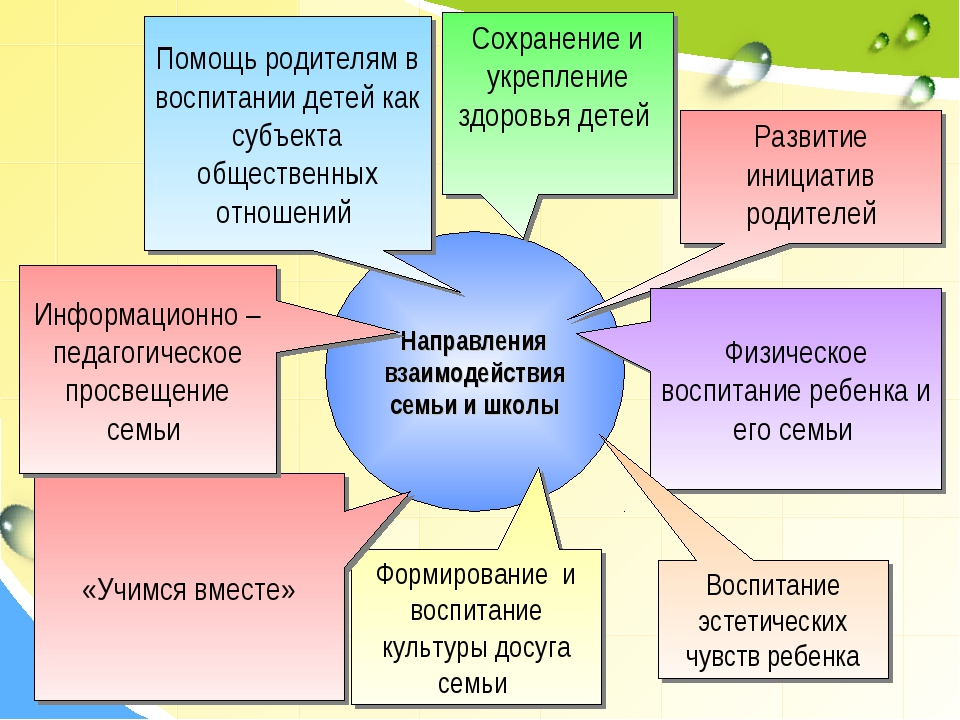 Помощь родителям в
воспитании детей как
субъекта
общественных
отношений
Сохранение и
укрепление
здоровья детей
Развитие
инициатив
родителей
Информационно –
педагогическое
просвещение
семьи
Направления
взаимодействия
семьи и школы
Физическое
воспитание ребенка и
его семьи
«Учимся вместе»
Формирование и
воспитание
культуры досуга
семьи
Воспитание
эстетических
чувств ребенка